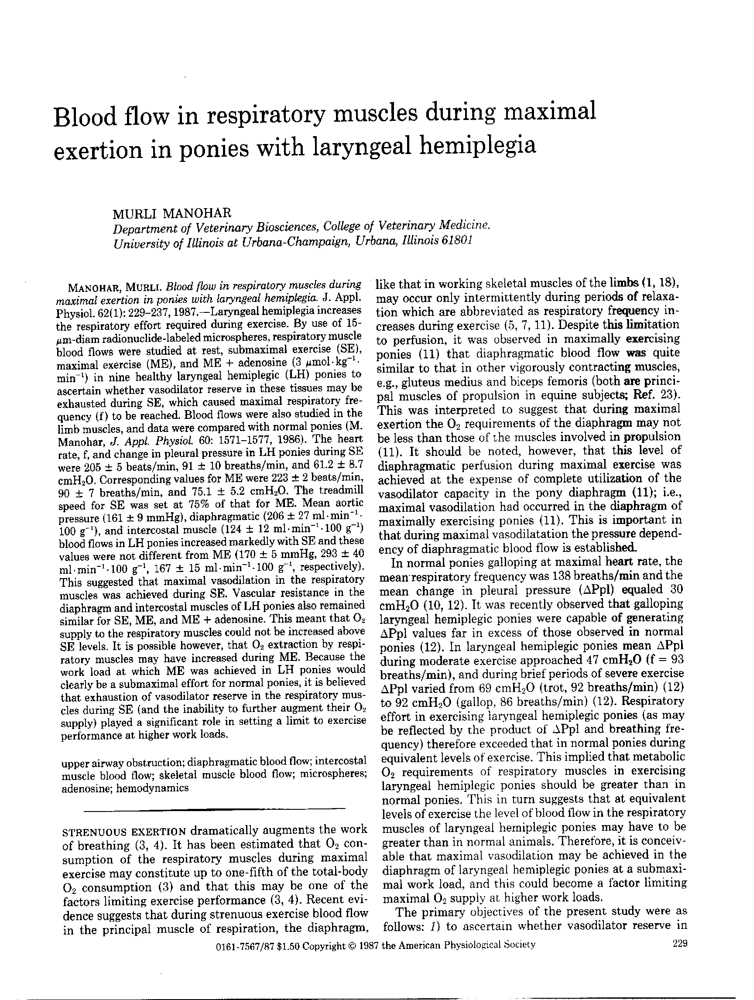 Blood flow in respiratory muscles during maximal
exertion in ponies with laryngeal hemiplegia
MURLI MANOHAR
Department of Veterinary Biosciences, College of Veterinary Medicine.
University of Illinois at Urbana-Champaign, Urbana, Illinois 61801
MANOHAR, MURLI. Blood flow in respiratory muscles during
maximal exertion in ponies with laryngeal hemiplegia. J. Appl.
Physiol. 62(1): 229–237, 1987.—Laryngeal hemiplegia increases
the respiratory effort required during exercise. By use of 15-
μm-diam radionuclide-labeled microspheres, respiratory muscle
blood flows were studied at rest, submaximal exercise (SE),
maximal exercise (ME), and ME + adenosine (3 μmol·kg⁻¹·
min⁻¹) in nine healthy laryngeal hemiplegic (LH) ponies to
ascertain whether vasodilator reserve in these tissues may be
exhausted during SE, which caused maximal respiratory fre-
quency (f) to be reached. Blood flows were also studied in the
limb muscles, and data were compared with normal ponies (M.
Manohar, J. Appl. Physiol. 60: 1571–1577, 1986). The heart
rate, f, and change in pleural pressure in LH ponies during SE
were 205 ± 5 beats/min, 91 ± 10 breaths/min, and 61.2 ± 8.7
cmH₂O. Corresponding values for ME were 223 ± 2 beats/min,
90 ± 7 breaths/min, and 75.1 ± 5.2 cmH₂O. The treadmill
speed for SE was set at 75% of that for ME. Mean aortic
pressure (161 ± 9 mmHg), diaphragmatic (206 ± 27 ml·min⁻¹·
100 g⁻¹), and intercostal muscle (124 ± 12 ml·min⁻¹·100 g⁻¹)
blood flows in LH ponies increased markedly with SE and these
values were not different from ME (170 ± 5 mmHg, 293 ± 40
ml·min⁻¹·100 g⁻¹, 167 ± 15 ml·min⁻¹·100 g⁻¹, respectively).
This suggested that maximal vasodilation in the respiratory
muscles was achieved during SE. Vascular resistance in the
diaphragm and intercostal muscles of LH ponies also remained
similar for SE, ME, and ME + adenosine. This meant that O₂
supply to the respiratory muscles could not be increased above
SE levels. It is possible however, that O₂ extraction by respi-
ratory muscles may have increased during ME. Because the
work load at which ME was achieved in LH ponies would
clearly be a submaximal effort for normal ponies, it is believed
that exhaustion of vasodilator reserve in the respiratory mus-
cles during SE (and the inability to further augment their O₂
supply) played a significant role in setting a limit to exercise
performance at higher work loads.
upper airway obstruction; diaphragmatic blood flow; intercostal
muscle blood flow; skeletal muscle blood flow; microspheres;
adenosine; hemodynamics
STRENUOUS EXERTION dramatically augments the work
of breathing (3, 4). It has been estimated that O₂ con-
sumption of the respiratory muscles during maximal
exercise may constitute up to one-fifth of the total-body
O₂ consumption (3) and that this may be one of the
factors limiting exercise performance (3, 4). Recent evi-
dence suggests that during strenuous exercise blood flow
in the principal muscle of respiration, the diaphragm,
like that in working skeletal muscles of the limbs (1, 18),
may occur only intermittently during periods of relaxa-
tion which are abbreviated as respiratory frequency in-
creases during exercise (5, 7, 11). Despite this limitation
to perfusion, it was observed in maximally exercising
ponies (11) that diaphragmatic blood flow was quite
similar to that in other vigorously contracting muscles,
e.g., gluteus medius and biceps femoris (both are princi-
pal muscles of propulsion in equine subjects; Ref. 23).
This was interpreted to suggest that during maximal
exertion the O₂ requirements of the diaphragm may not
be less than those of the muscles involved in propulsion
(11). It should be noted, however, that this level of
diaphragmatic perfusion during maximal exercise was
achieved at the expense of complete utilization of the
vasodilator capacity in the pony diaphragm (11); i.e.,
maximal vasodilation had occurred in the diaphragm of
maximally exercising ponies (11). This is important in
that during maximal vasodilatation the pressure depend-
ency of diaphragmatic blood flow is established.
In normal ponies galloping at maximal heart rate, the
mean respiratory frequency was 138 breaths/min and the
mean change in pleural pressure (ΔPpl) equaled 30
cmH₂O (10, 12). It was recently observed that galloping
laryngeal hemiplegic ponies were capable of generating
ΔPpl values far in excess of those observed in normal
ponies (12). In laryngeal hemiplegic ponies mean ΔPpl
during moderate exercise approached 47 cmH₂O (f = 93
breaths/min), and during brief periods of severe exercise
ΔPpl varied from 69 cmH₂O (trot, 92 breaths/min) (12)
to 92 cmH₂O (gallop, 86 breaths/min) (12). Respiratory
effort in exercising laryngeal hemiplegic ponies (as may
be reflected by the product of ΔPpl and breathing fre-
quency) therefore exceeded that in normal ponies during
equivalent levels of exercise. This implied that metabolic
O₂ requirements of respiratory muscles in exercising
laryngeal hemiplegic ponies should be greater than in
normal ponies. This in turn suggests that at equivalent
levels of exercise the level of blood flow in the respiratory
muscles of laryngeal hemiplegic ponies may have to be
greater than in normal animals. Therefore, it is conceiv-
able that maximal vasodilation may be achieved in the
diaphragm of laryngeal hemiplegic ponies at a submaxi-
mal work load, and this could become a factor limiting
maximal O₂ supply at higher work loads.
The primary objectives of the present study were as
follows: 1) to ascertain whether vasodilator reserve in
0161-7567/87 $1.50 Copyright © 1987 the American Physiological Society
229